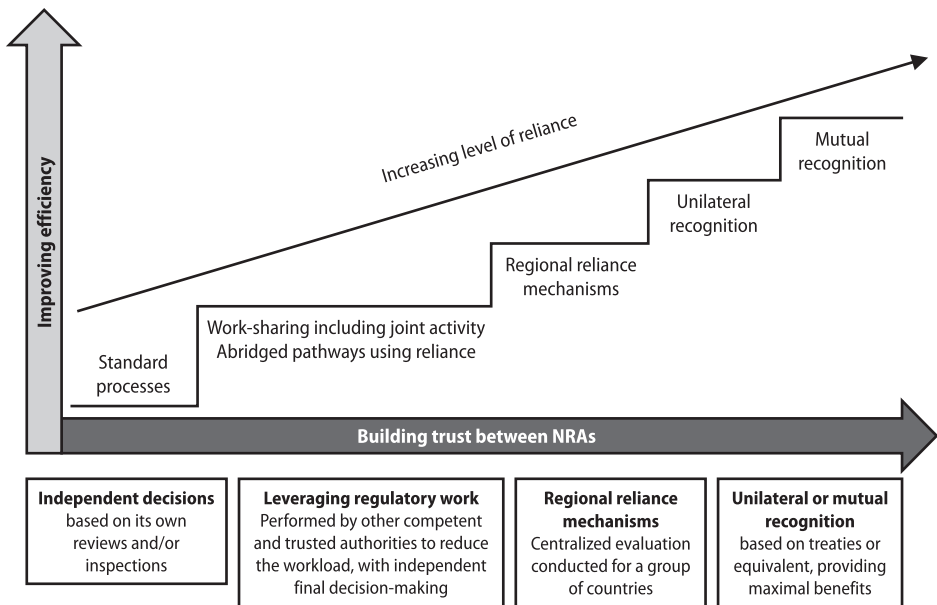 Improving efficiency
Increasing level of reliance
Mutual
recognition
Unilateral
recognition
Regional reliance
mechanisms
Work-sharing including joint activity
Abridged pathways using reliance
Standard
processes
Building trust between NRAs
Independent decisions
based on its own
reviews and/or
inspections
Leveraging regulatory work
Performed by other competent
and trusted authorities to reduce
the workload, with independent
final decision-making
Regional reliance
mechanisms
Centralized evaluation
conducted for a group
of countries
Unilateral or mutual
recognition
based on treaties or
equivalent, providing
maximal benefits